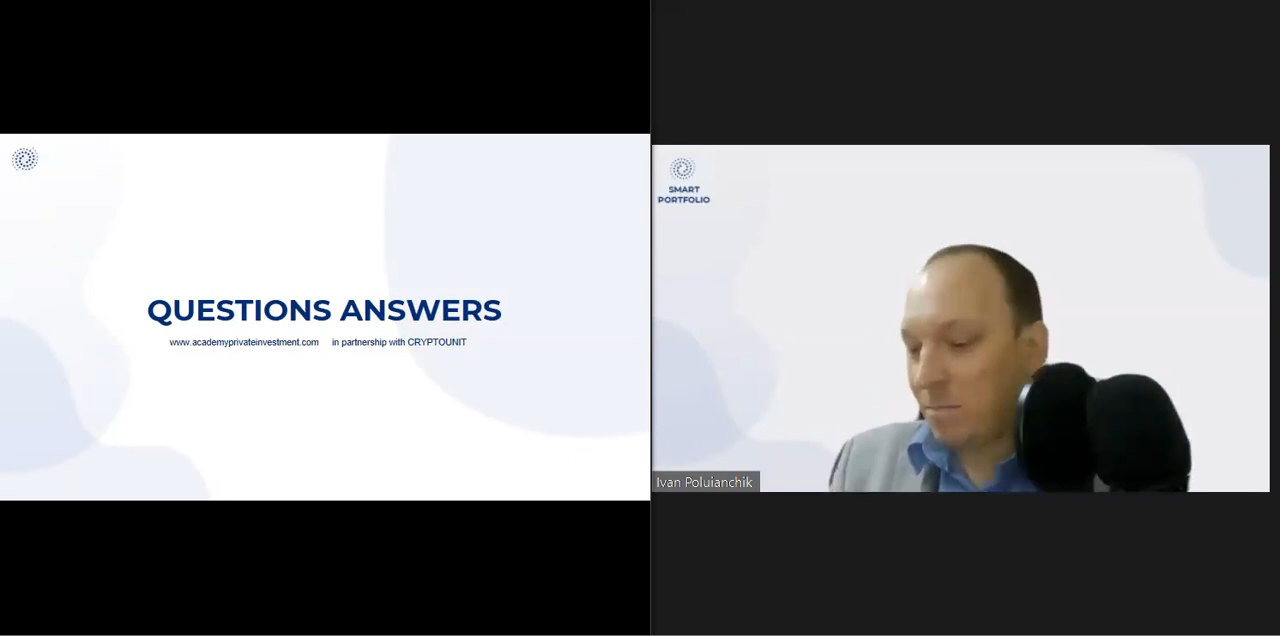 QUESTIONS ANSWERS
www.academyprivateinvestment.com in partnership with CRYPTOUNIT
SMART
PORTFOLIO
Ivan Poluianchik